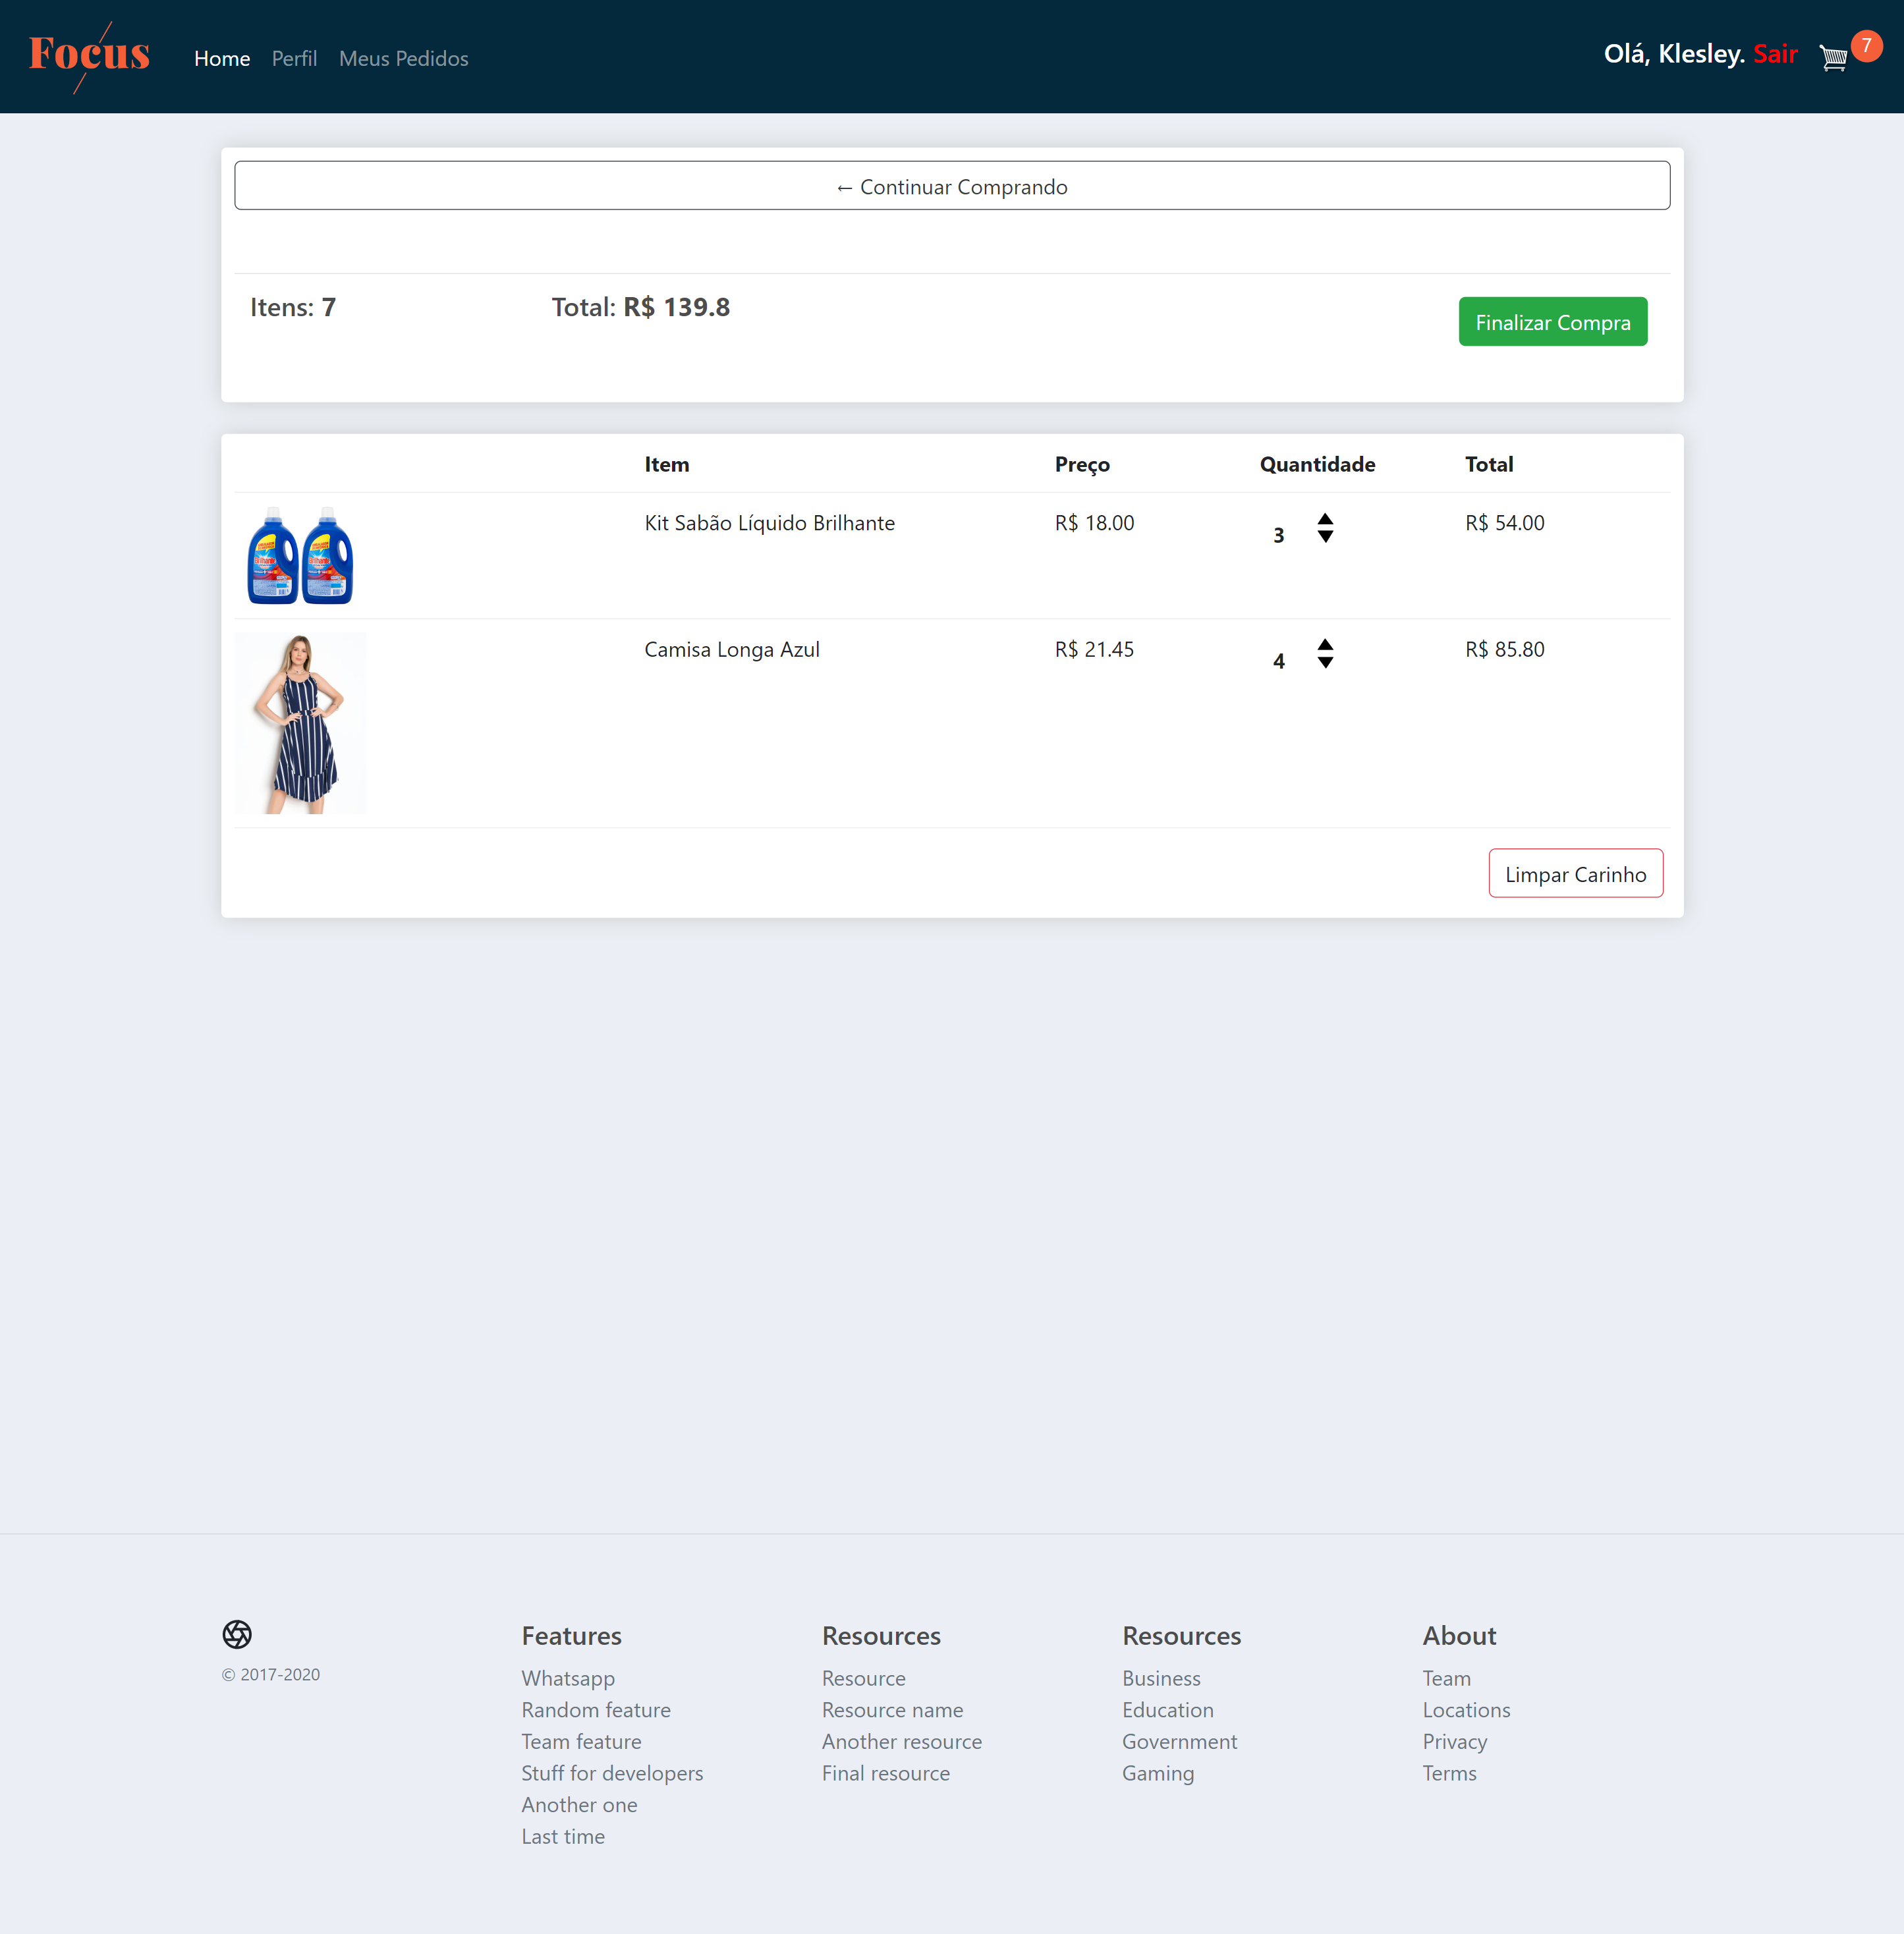 Focus
Home Perfil Meus Pedidos
Olá, Klesley. Sair 7
← Continuar Comprando
Itens: 7 Total: R$ 139.8 Finalizar Compra
Item Preço Quantidade Total
Kit Sabão Líquido Brilhante R$ 18.00 3 R$ 54.00
Camisa Longa Azul R$ 21.45 4 R$ 85.80
Limpar Carinho
© 2017-2020
Features
Whatsapp
Random feature
Team feature
Stuff for developers
Another one
Last time
Resources
Resource
Resource name
Another resource
Final resource
Resources
Business
Education
Government
Gaming
About
Team
Locations
Privacy
Terms